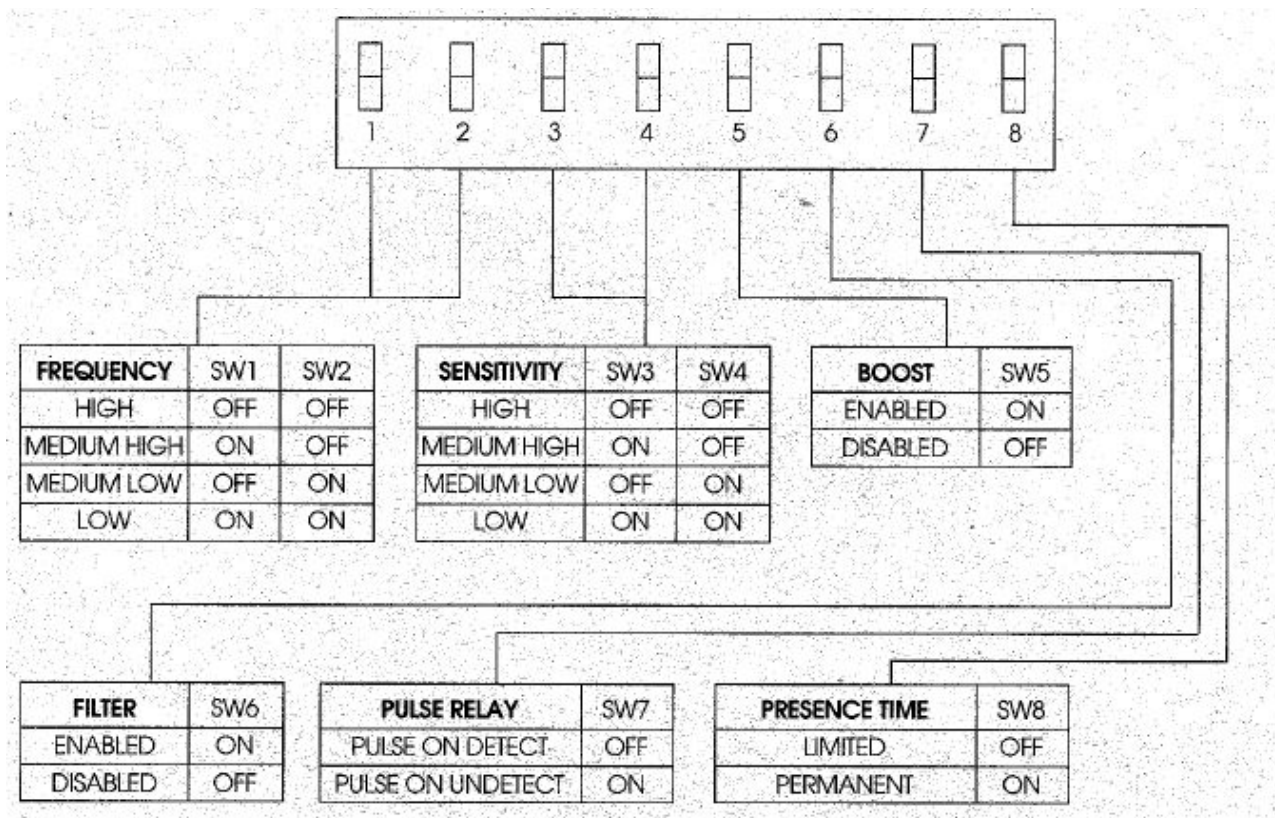 1 2 3 4 5 6 7 8
FREQUENCY SW1 SW2
HIGH OFF OFF
MEDIUM HIGH ON OFF
MEDIUM LOW OFF ON
LOW ON ON
SENSITIVITY SW3 SW4
HIGH OFF OFF
MEDIUM HIGH ON OFF
MEDIUM LOW OFF ON
LOW ON ON
BOOST SW5
ENABLED ON
DISABLED OFF
FILTER SW6
ENABLED ON
DISABLED OFF
PULSE RELAY SW7
PULSE ON DETECT OFF
PULSE ON UNDETECT ON
PRESENCE TIME SW8
LIMITED OFF
PERMANENT ON